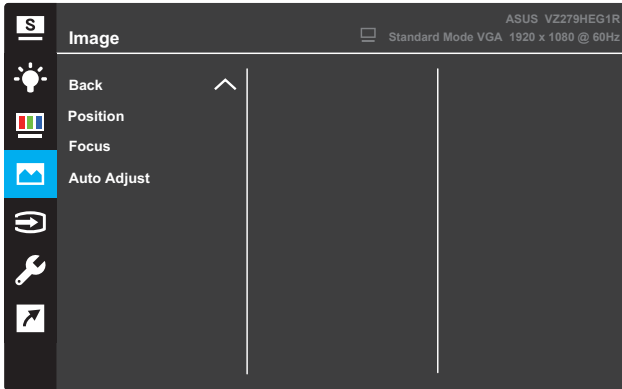 S
ASUS VZ279HEG1R
Image
Standard Mode VGA 1920 x 1080 @ 60Hz
Back
Position
Focus
Auto Adjust